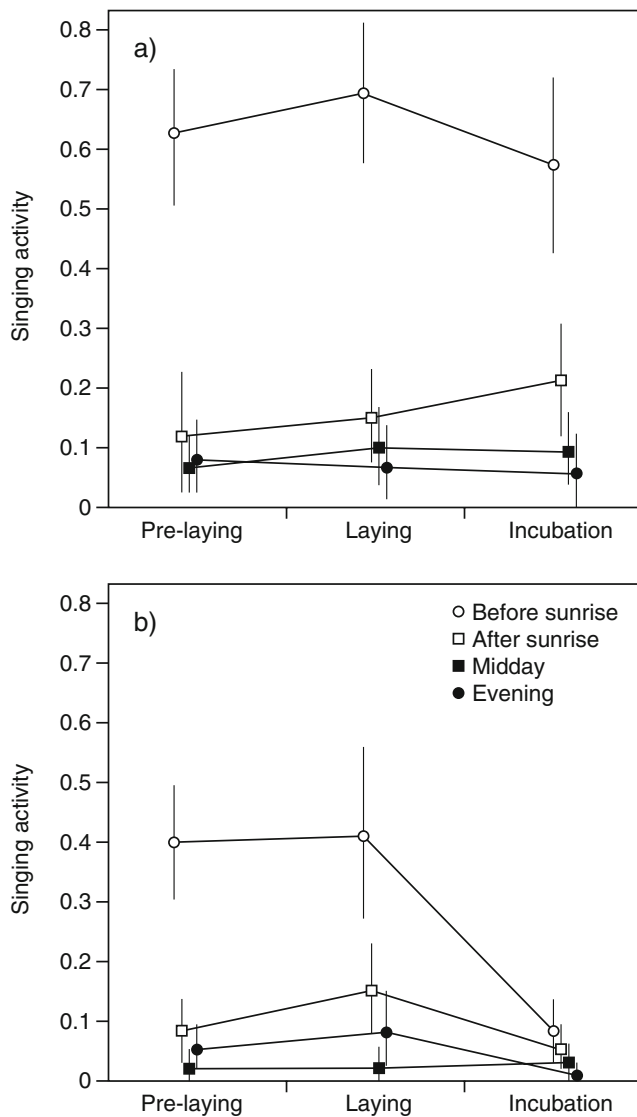 a)
Singing activity
0.8
0.7
0.6
0.5
0.4
0.3
0.2
0.1
0
Pre-laying Laying Incubation
b)
Before sunrise
After sunrise
Midday
Evening
Singing activity
0.8
0.7
0.6
0.5
0.4
0.3
0.2
0.1
0
Pre-laying Laying Incubation